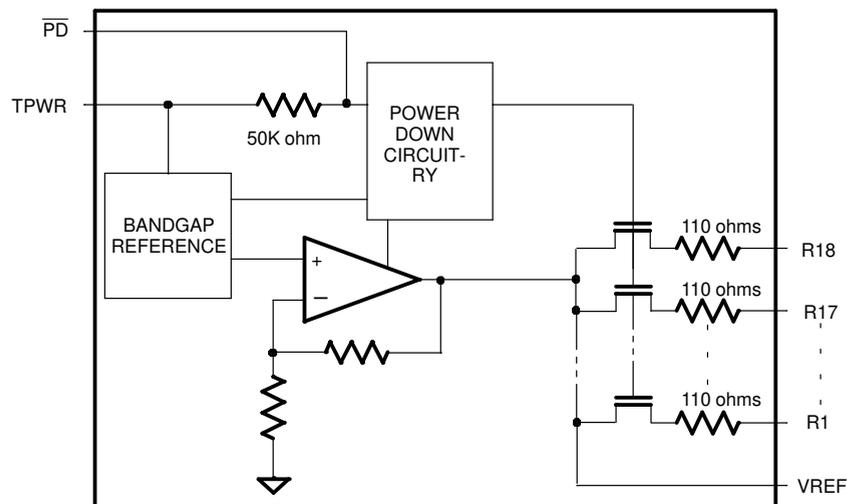 PD
TPWR
50K ohm
POWER
DOWN
CIRCUIT-
RY
BANDGAP
REFERENCE
+
−
110 ohms
R18
110 ohms
R17
110 ohms
R1
VREF